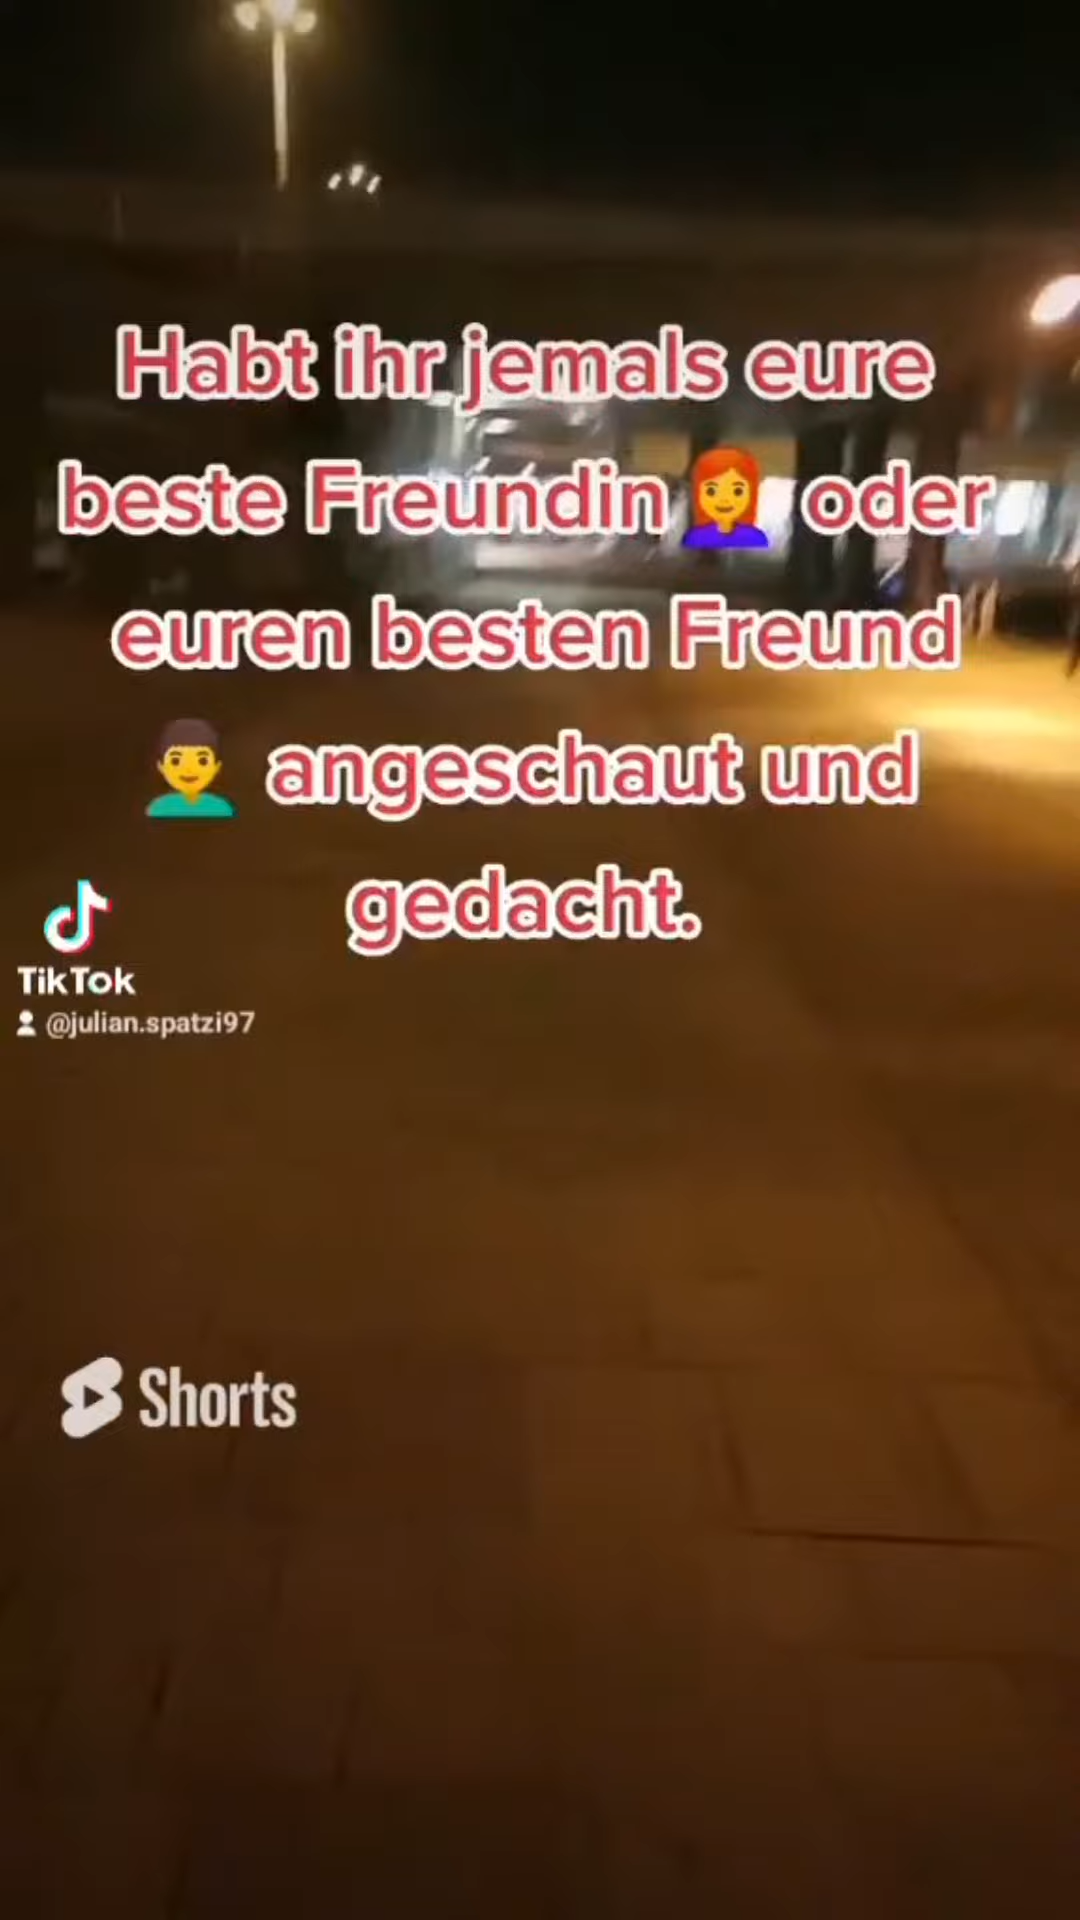 Habt ihr jemals eure
beste Freundin👩‍🦰 oder
euren besten Freund
👨‍🦱 angeschaut und
gedacht.
TikTok
@julian.spatzi97
Shorts